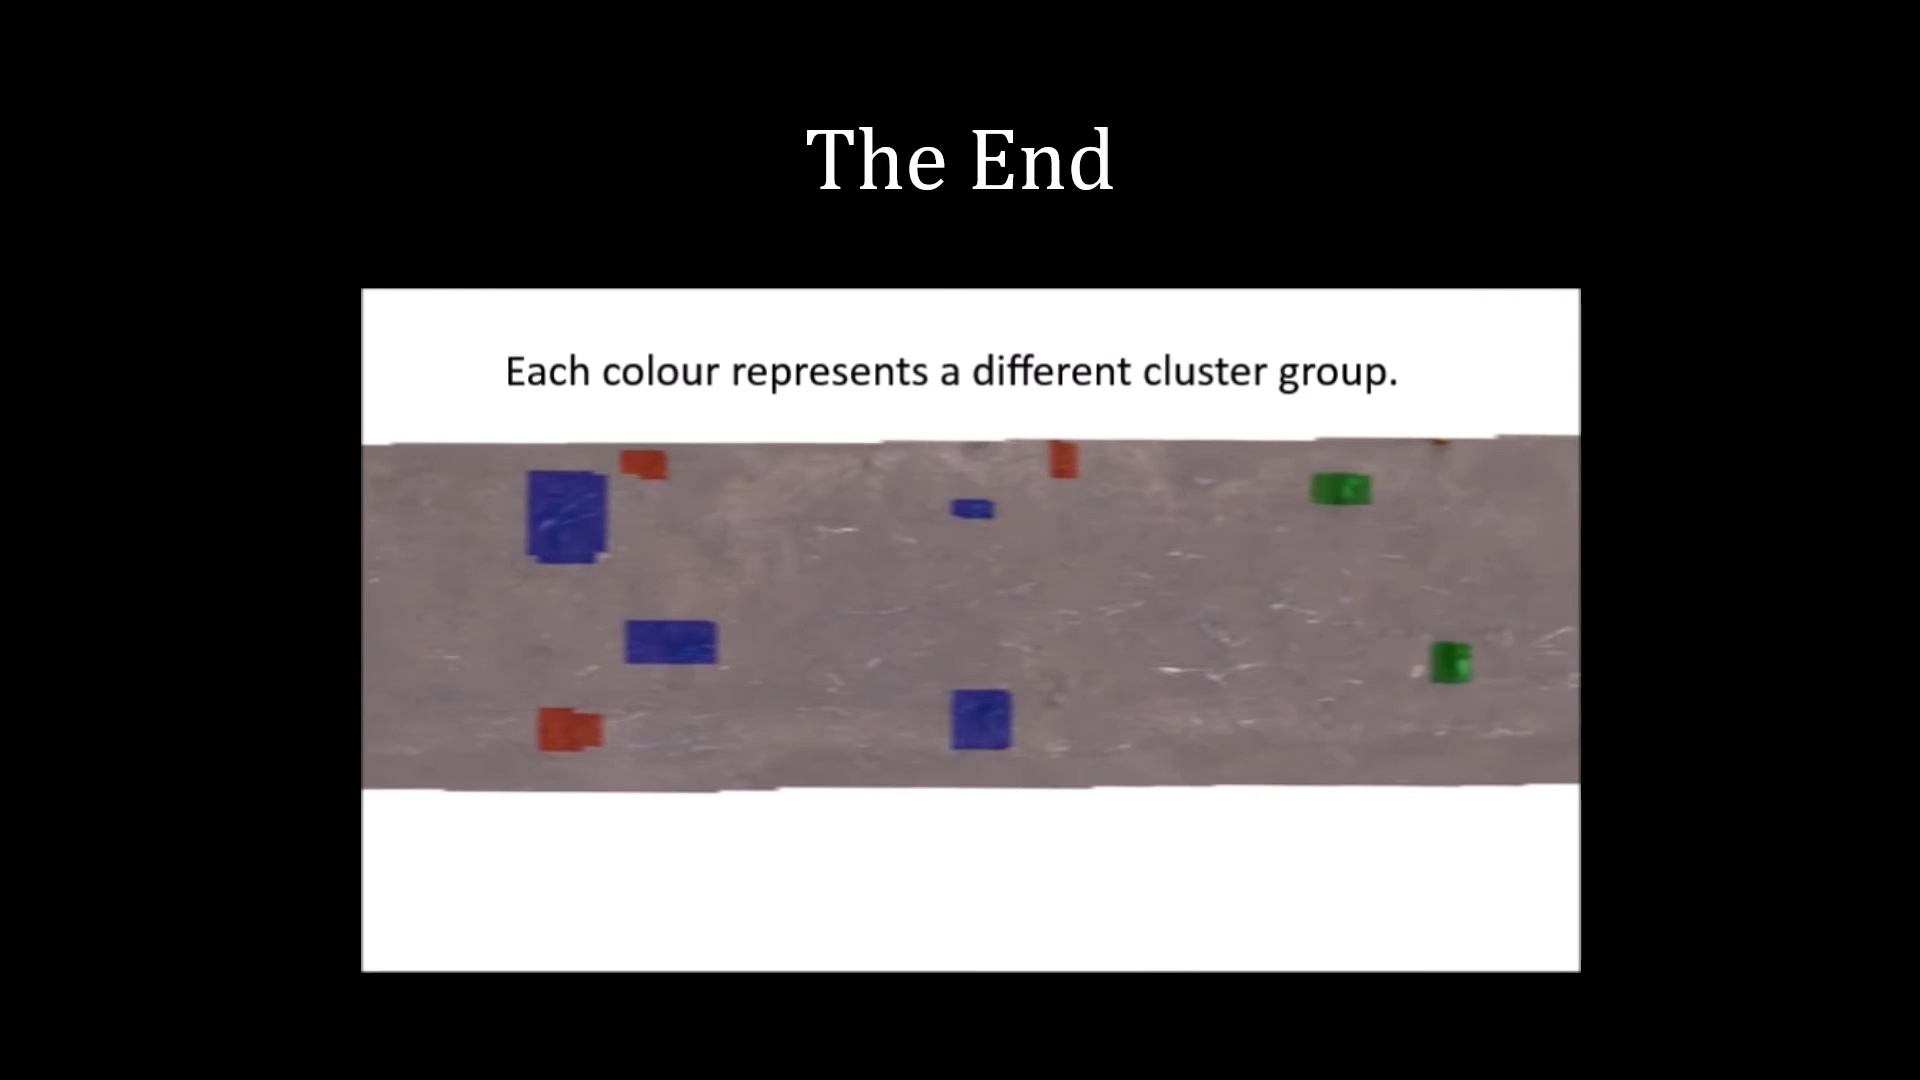 The End
Each colour represents a different cluster group.